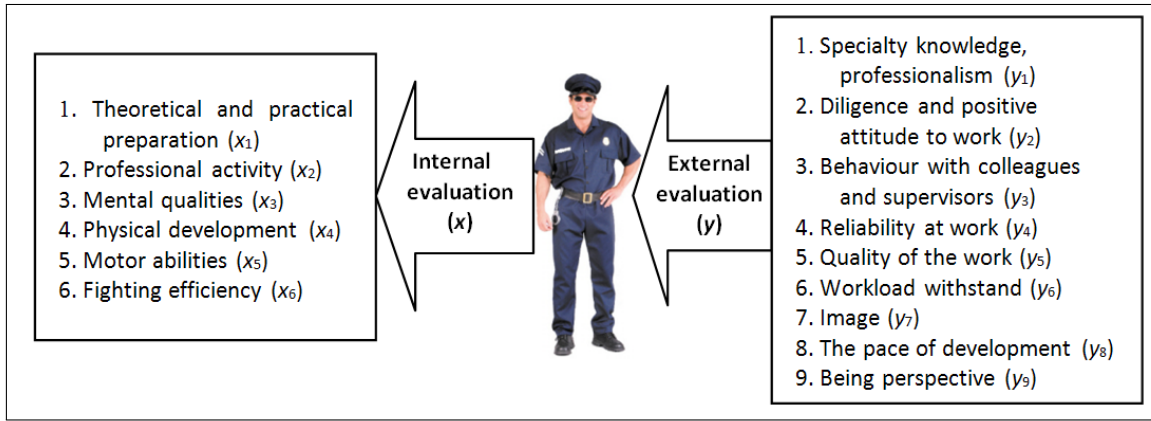 1. Theoretical and practical
preparation (x₁)
2. Professional activity (x₂)
3. Mental qualities (x₃)
4. Physical development (x₄)
5. Motor abilities (x₅)
6. Fighting efficiency (x₆)
Internal
evaluation
(x)
External
evaluation
(y)
1. Specialty knowledge,
professionalism (y₁)
2. Diligence and positive
attitude to work (y₂)
3. Behaviour with colleagues
and supervisors (y₃)
4. Reliability at work (y₄)
5. Quality of the work (y₅)
6. Workload withstand (y₆)
7. Image (y₇)
8. The pace of development (y₈)
9. Being perspective (y₉)